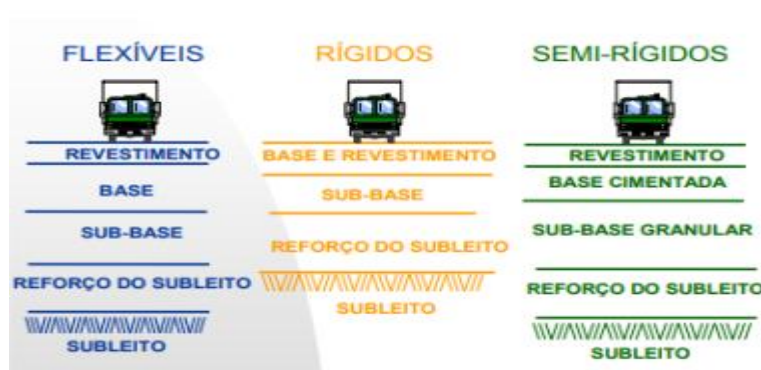 FLEXÍVEIS
REVESTIMENTO
BASE
SUB-BASE
REFORÇO DO SUBLEITO
SUBLEITO
RÍGIDOS
BASE E REVESTIMENTO
SUB-BASE
REFORÇO DO SUBLEITO
SUBLEITO
SEMI-RÍGIDOS
REVESTIMENTO
BASE CIMENTADA
SUB-BASE GRANULAR
REFORÇO DO SUBLEITO
SUBLEITO